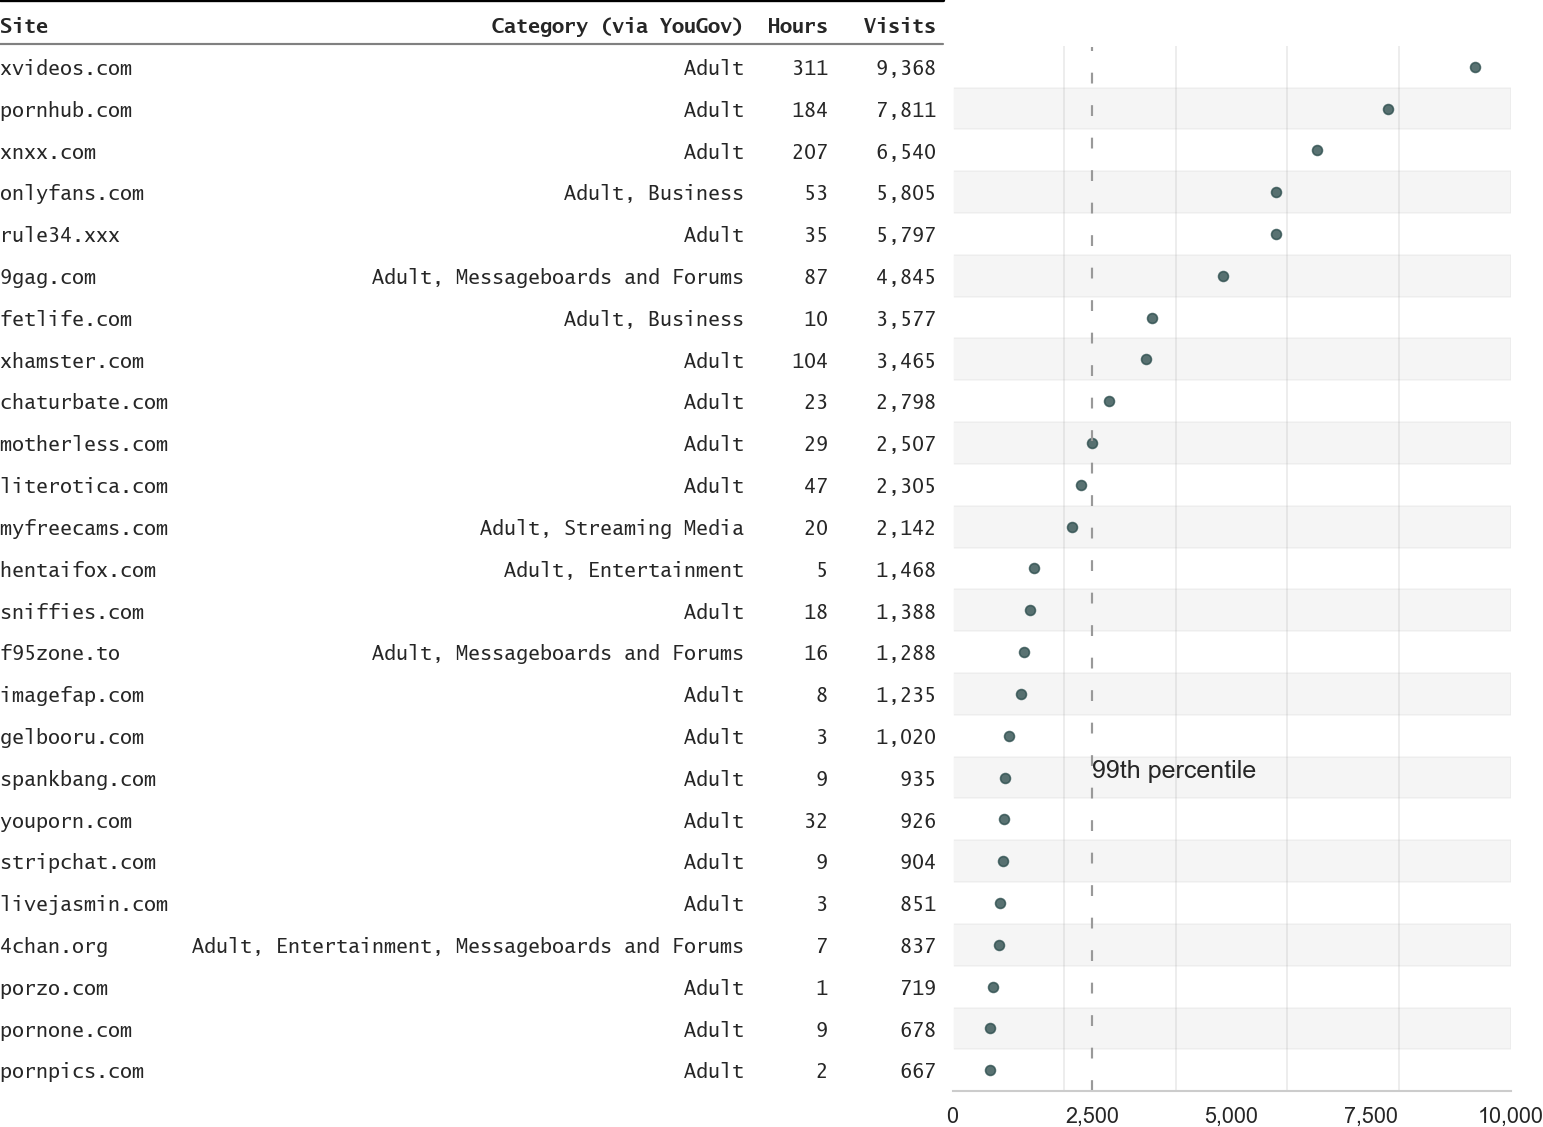 Site Category (via YouGov) Hours Visits
xvideos.com Adult 311 9,368
pornhub.com Adult 184 7,811
xnxx.com Adult 207 6,540
onlyfans.com Adult, Business 53 5,805
rule34.xxx Adult 35 5,797
9gag.com Adult, Messageboards and Forums 87 4,845
fetlife.com Adult, Business 10 3,577
xhamster.com Adult 104 3,465
chaturbate.com Adult 23 2,798
motherless.com Adult 29 2,507
literotica.com Adult 47 2,305
myfreecams.com Adult, Streaming Media 20 2,142
hentaifox.com Adult, Entertainment 5 1,468
sniffies.com Adult 18 1,388
f95zone.to Adult, Messageboards and Forums 16 1,288
imagefap.com Adult 8 1,235
gelbooru.com Adult 3 1,020
spankbang.com Adult 9 935 99th percentile
youporn.com Adult 32 926
stripchat.com Adult 9 904
livejasmin.com Adult 3 851
4chan.org Adult, Entertainment, Messageboards and Forums 7 837
porzo.com Adult 1 719
pornone.com Adult 9 678
pornpics.com Adult 2 667
0 2,500 5,000 7,500 10,000